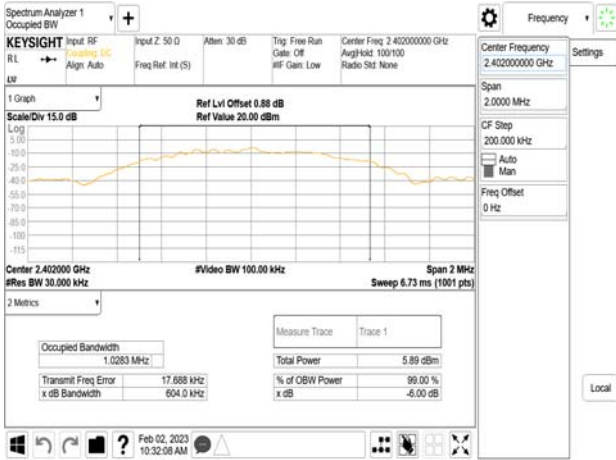 Spectrum Analyzer 1
Occupied BW
Frequency
KEYSIGHT
RL
Input: RF
Coupling: DC
Align: Auto
Input Z: 50 Ω
Freq Ref: Int (S)
Atten: 30 dB
Trig: Free Run
Gate: Off
#IF Gain: Low
Center Freq: 2.402000000 GHz
Avg|Hold: 100/100
Radio Std: None
Center Frequency
2.402000000 GHz
Settings
Span
2.0000 MHz
CF Step
200.000 kHz
Auto
Man
Freq Offset
0 Hz
Local
1 Graph
Scale/Div 15.0 dB
Ref Lvl Offset 0.88 dB
Ref Value 20.00 dBm
Log
5.00
-10.0
-25.0
-40.0
-55.0
-70.0
-85.0
-100
-115
Center 2.402000 GHz
#Res BW 30.000 kHz
#Video BW 100.00 kHz
Span 2 MHz
Sweep 6.73 ms (1001 pts)
2 Metrics
Measure Trace Trace 1
Occupied Bandwidth
1.0283 MHz
Total Power 5.89 dBm
Transmit Freq Error 17.688 kHz
% of OBW Power 99.00 %
x dB Bandwidth 604.0 kHz
x dB -6.00 dB
Feb 02, 2023
10:32:08 AM